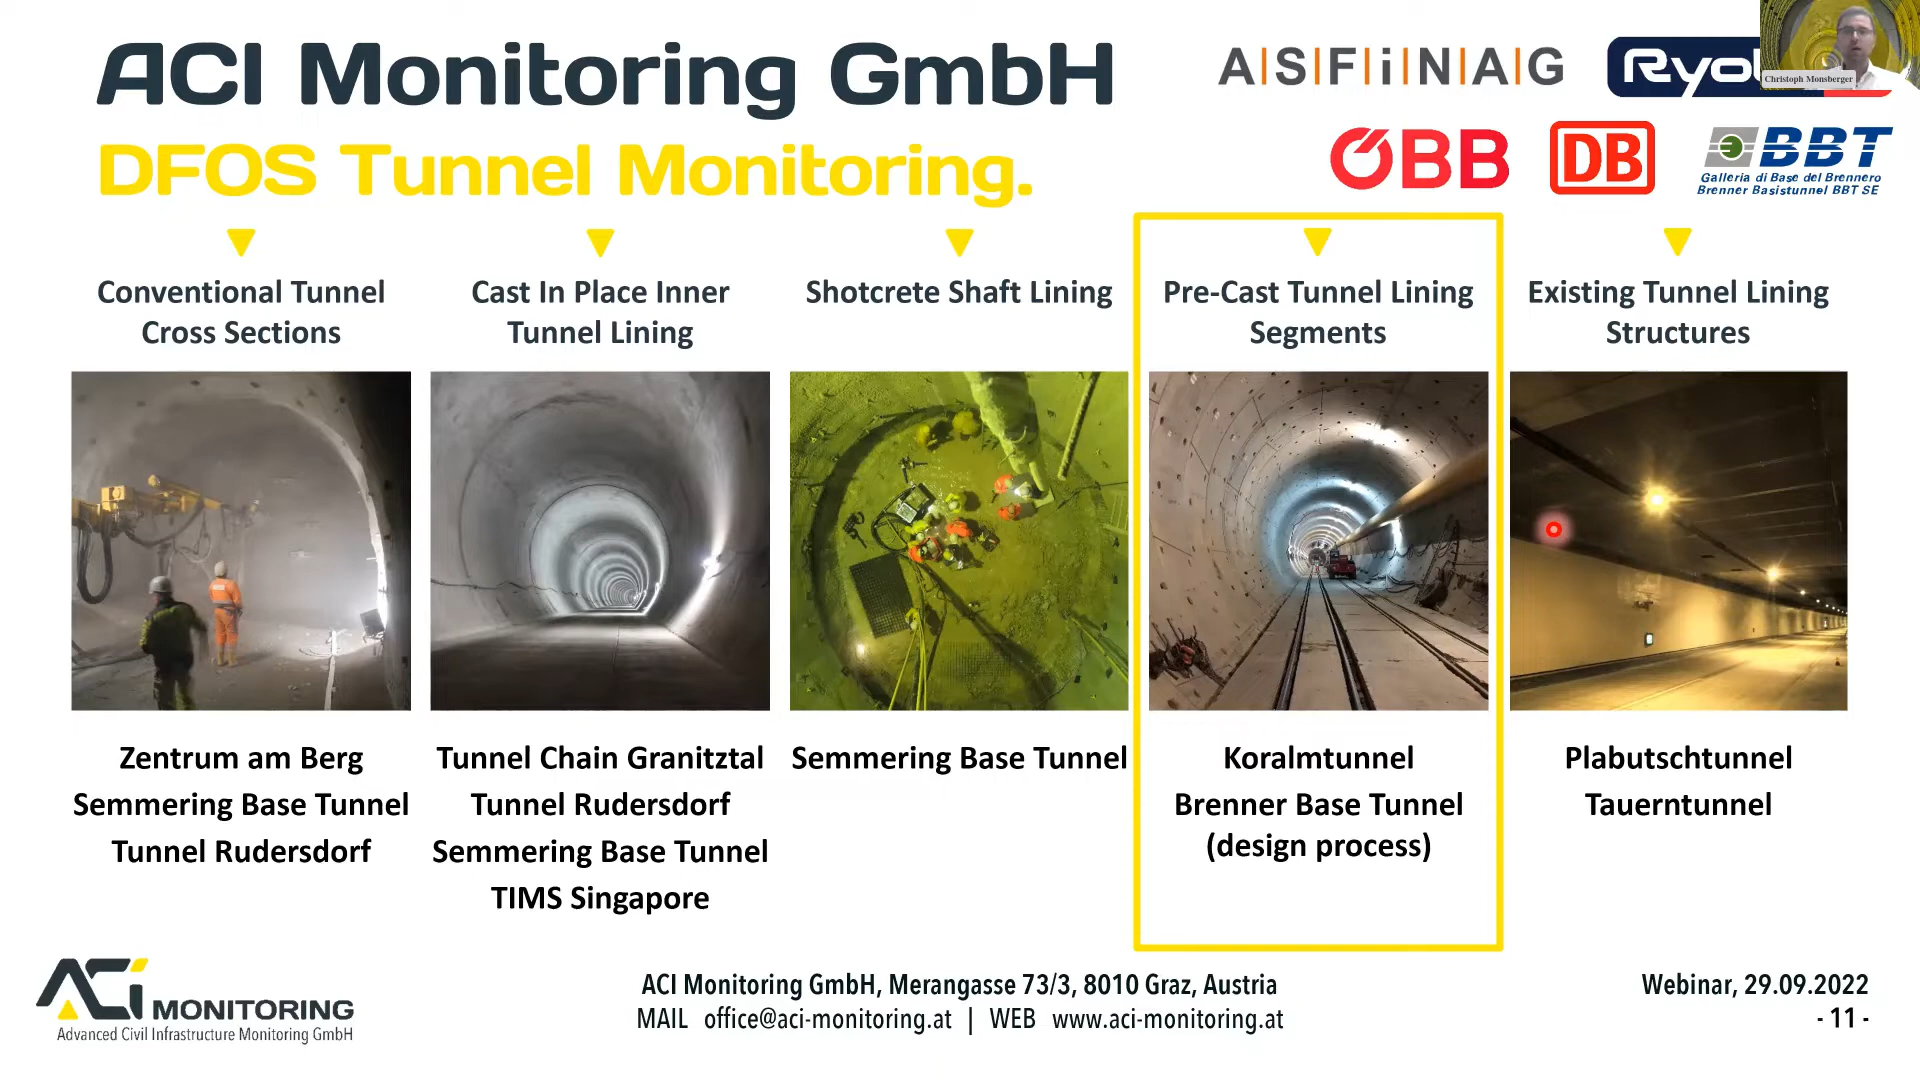 ACI Monitoring GmbH
DFOS Tunnel Monitoring.
A|S|F|i|N|A|G
Christoph Monsberger
ÖBB
DB
BBT
Galleria di Base del Brennero
Brenner Basistunnel BBT SE
Conventional Tunnel
Cross Sections
Cast In Place Inner
Tunnel Lining
Shotcrete Shaft Lining
Pre-Cast Tunnel Lining
Segments
Existing Tunnel Lining
Structures
Zentrum am Berg
Semmering Base Tunnel
Tunnel Rudersdorf
Tunnel Chain Granitztal
Tunnel Rudersdorf
Semmering Base Tunnel
TIMS Singapore
Semmering Base Tunnel
Koralmtunnel
Brenner Base Tunnel
(design process)
Plabutschtunnel
Tauerntunnel
ACI MONITORING
Advanced Civil Infrastructure Monitoring GmbH
ACI Monitoring GmbH, Merangasse 73/3, 8010 Graz, Austria
MAIL office@aci-monitoring.at | WEB www.aci-monitoring.at
Webinar, 29.09.2022
- 11 -